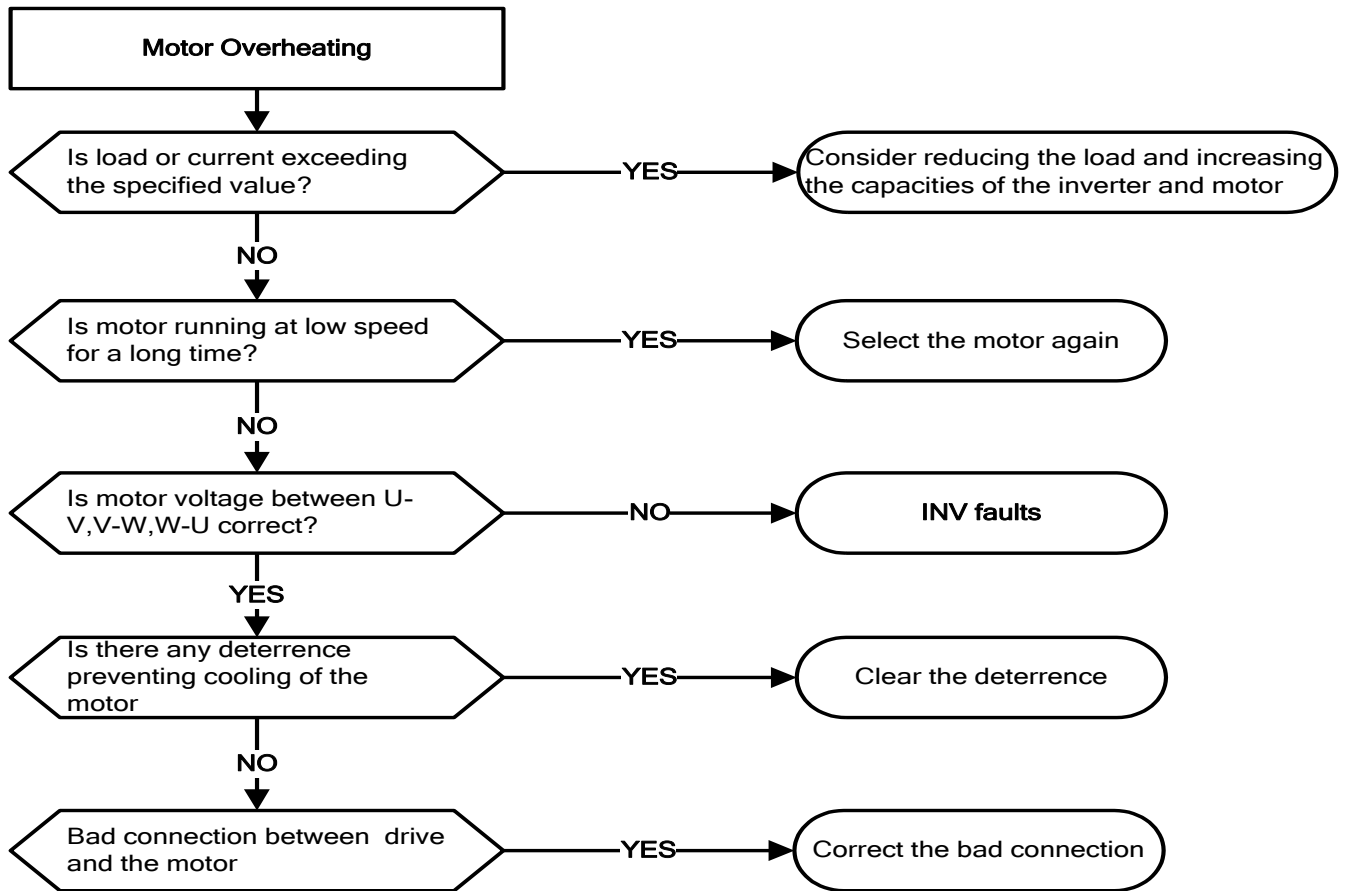 Motor Overheating
Is load or current exceeding
the specified value?
YES
Consider reducing the load and increasing
the capacities of the inverter and motor
NO
Is motor running at low speed
for a long time?
YES
Select the motor again
NO
Is motor voltage between U-
V,V-W,W-U correct?
NO
INV faults
YES
Is there any deterrence
preventing cooling of the
motor
YES
Clear the deterrence
NO
Bad connection between  drive
and the motor
YES
Correct the bad connection